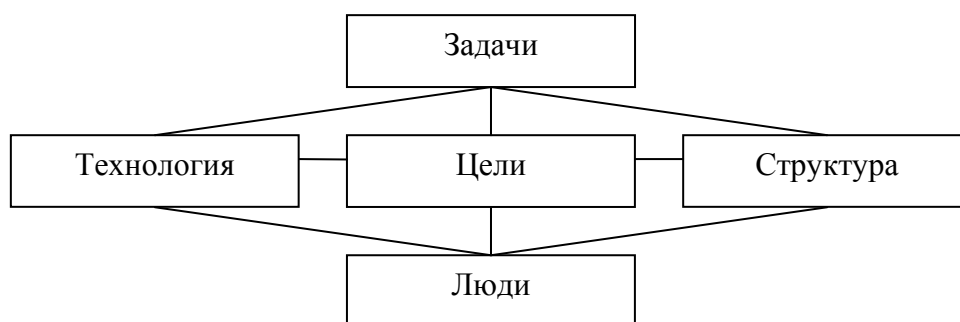 Задачи
Технология
Цели
Структура
Люди